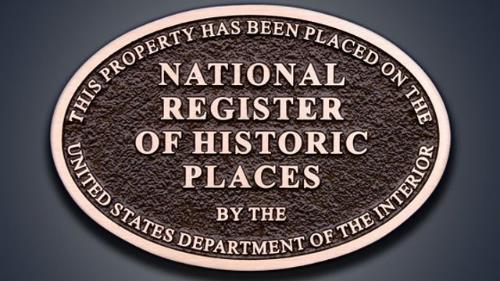 THIS PROPERTY HAS BEEN PLACED ON THE
NATIONAL
REGISTER
OF HISTORIC
PLACES
BY THE
UNITED STATES DEPARTMENT OF THE INTERIOR